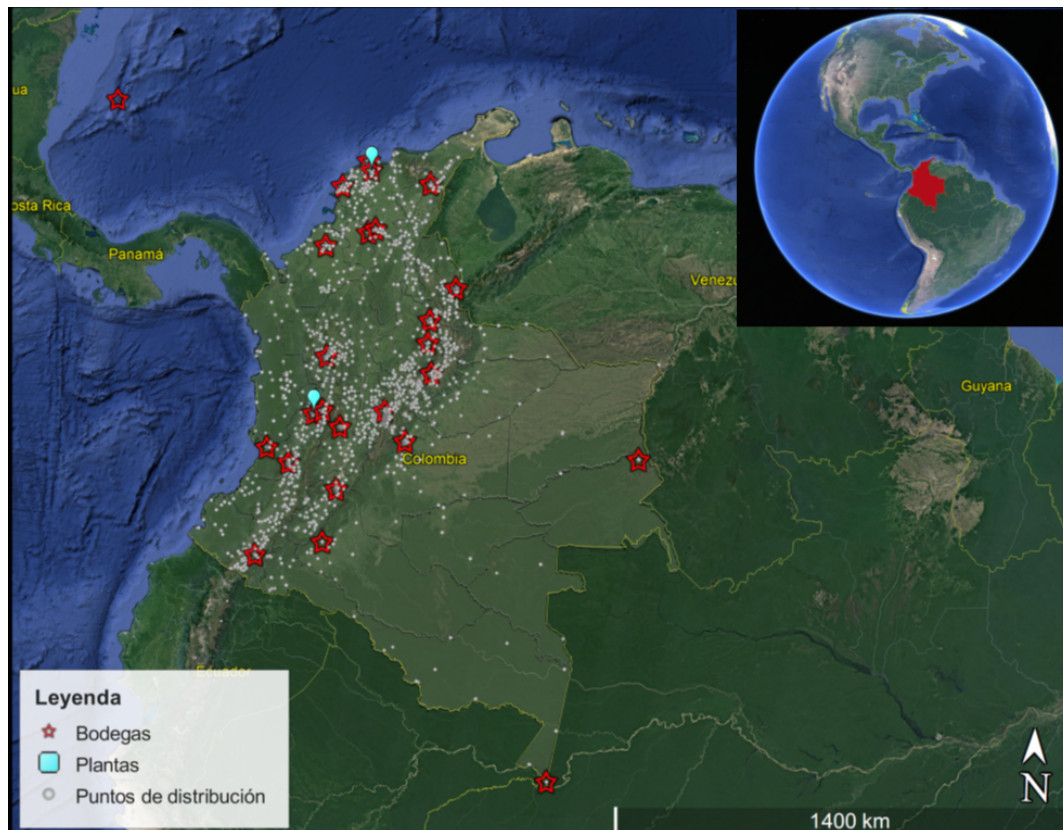 ua
osta Rica
Panamá
Venezu
Guyana
Colombia
Ecuador
Leyenda
Bodegas
Plantas
Puntos de distribución
1400 km
N